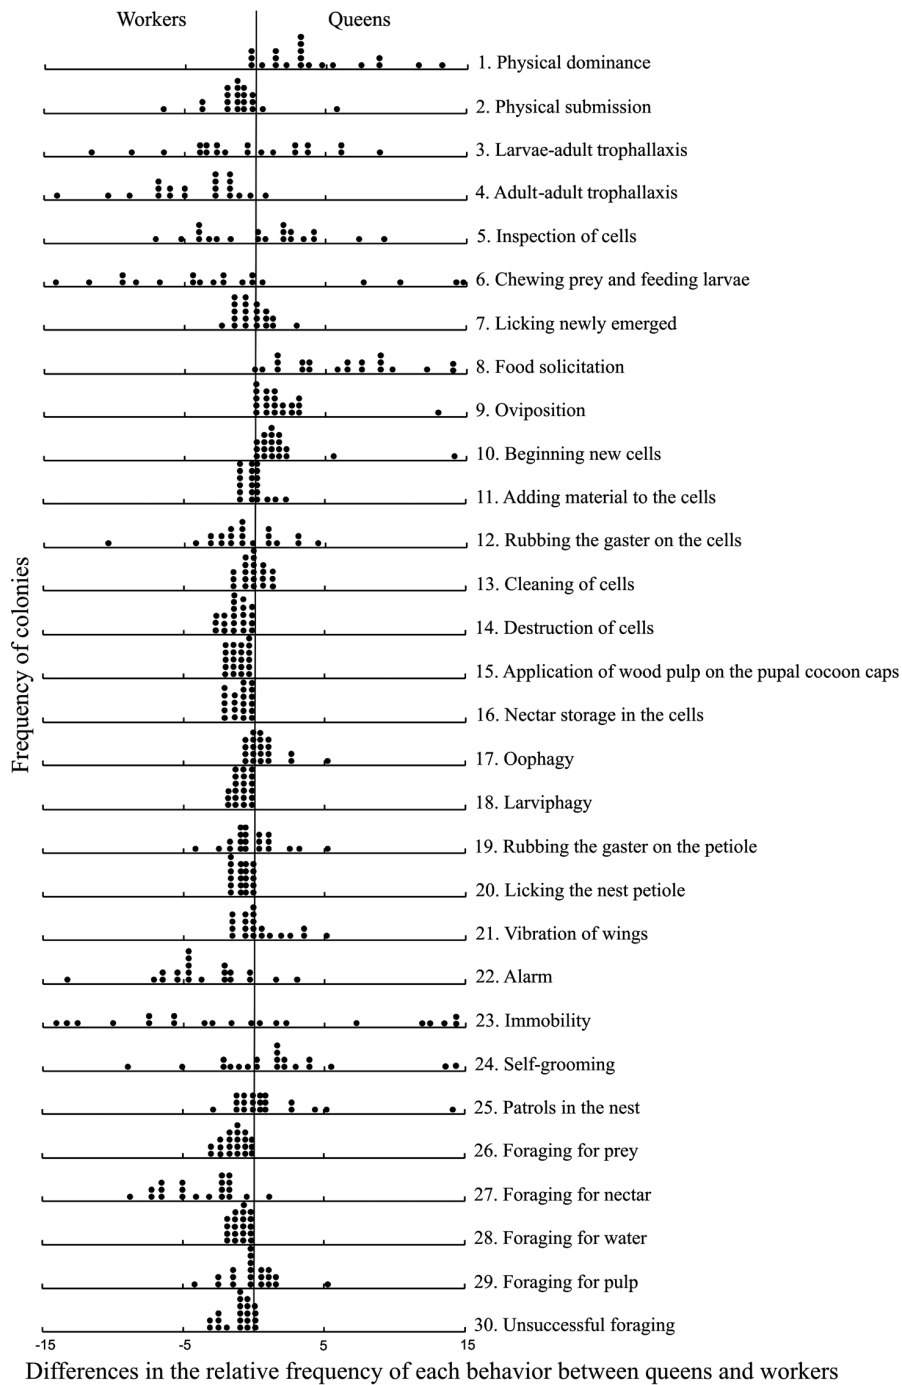 Workers Queens
1. Physical dominance
2. Physical submission
3. Larvae-adult trophallaxis
4. Adult-adult trophallaxis
5. Inspection of cells
6. Chewing prey and feeding larvae
7. Licking newly emerged
8. Food solicitation
9. Oviposition
10. Beginning new cells
11. Adding material to the cells
12. Rubbing the gaster on the cells
13. Cleaning of cells
14. Destruction of cells
15. Application of wood pulp on the pupal cocoon caps
16. Nectar storage in the cells
17. Oophagy
18. Larviphagy
19. Rubbing the gaster on the petiole
20. Licking the nest petiole
21. Vibration of wings
22. Alarm
23. Immobility
24. Self-grooming
25. Patrols in the nest
26. Foraging for prey
27. Foraging for nectar
28. Foraging for water
29. Foraging for pulp
30. Unsuccessful foraging
Frequency of colonies
-15 -5 5 15
Differences in the relative frequency of each behavior between queens and workers